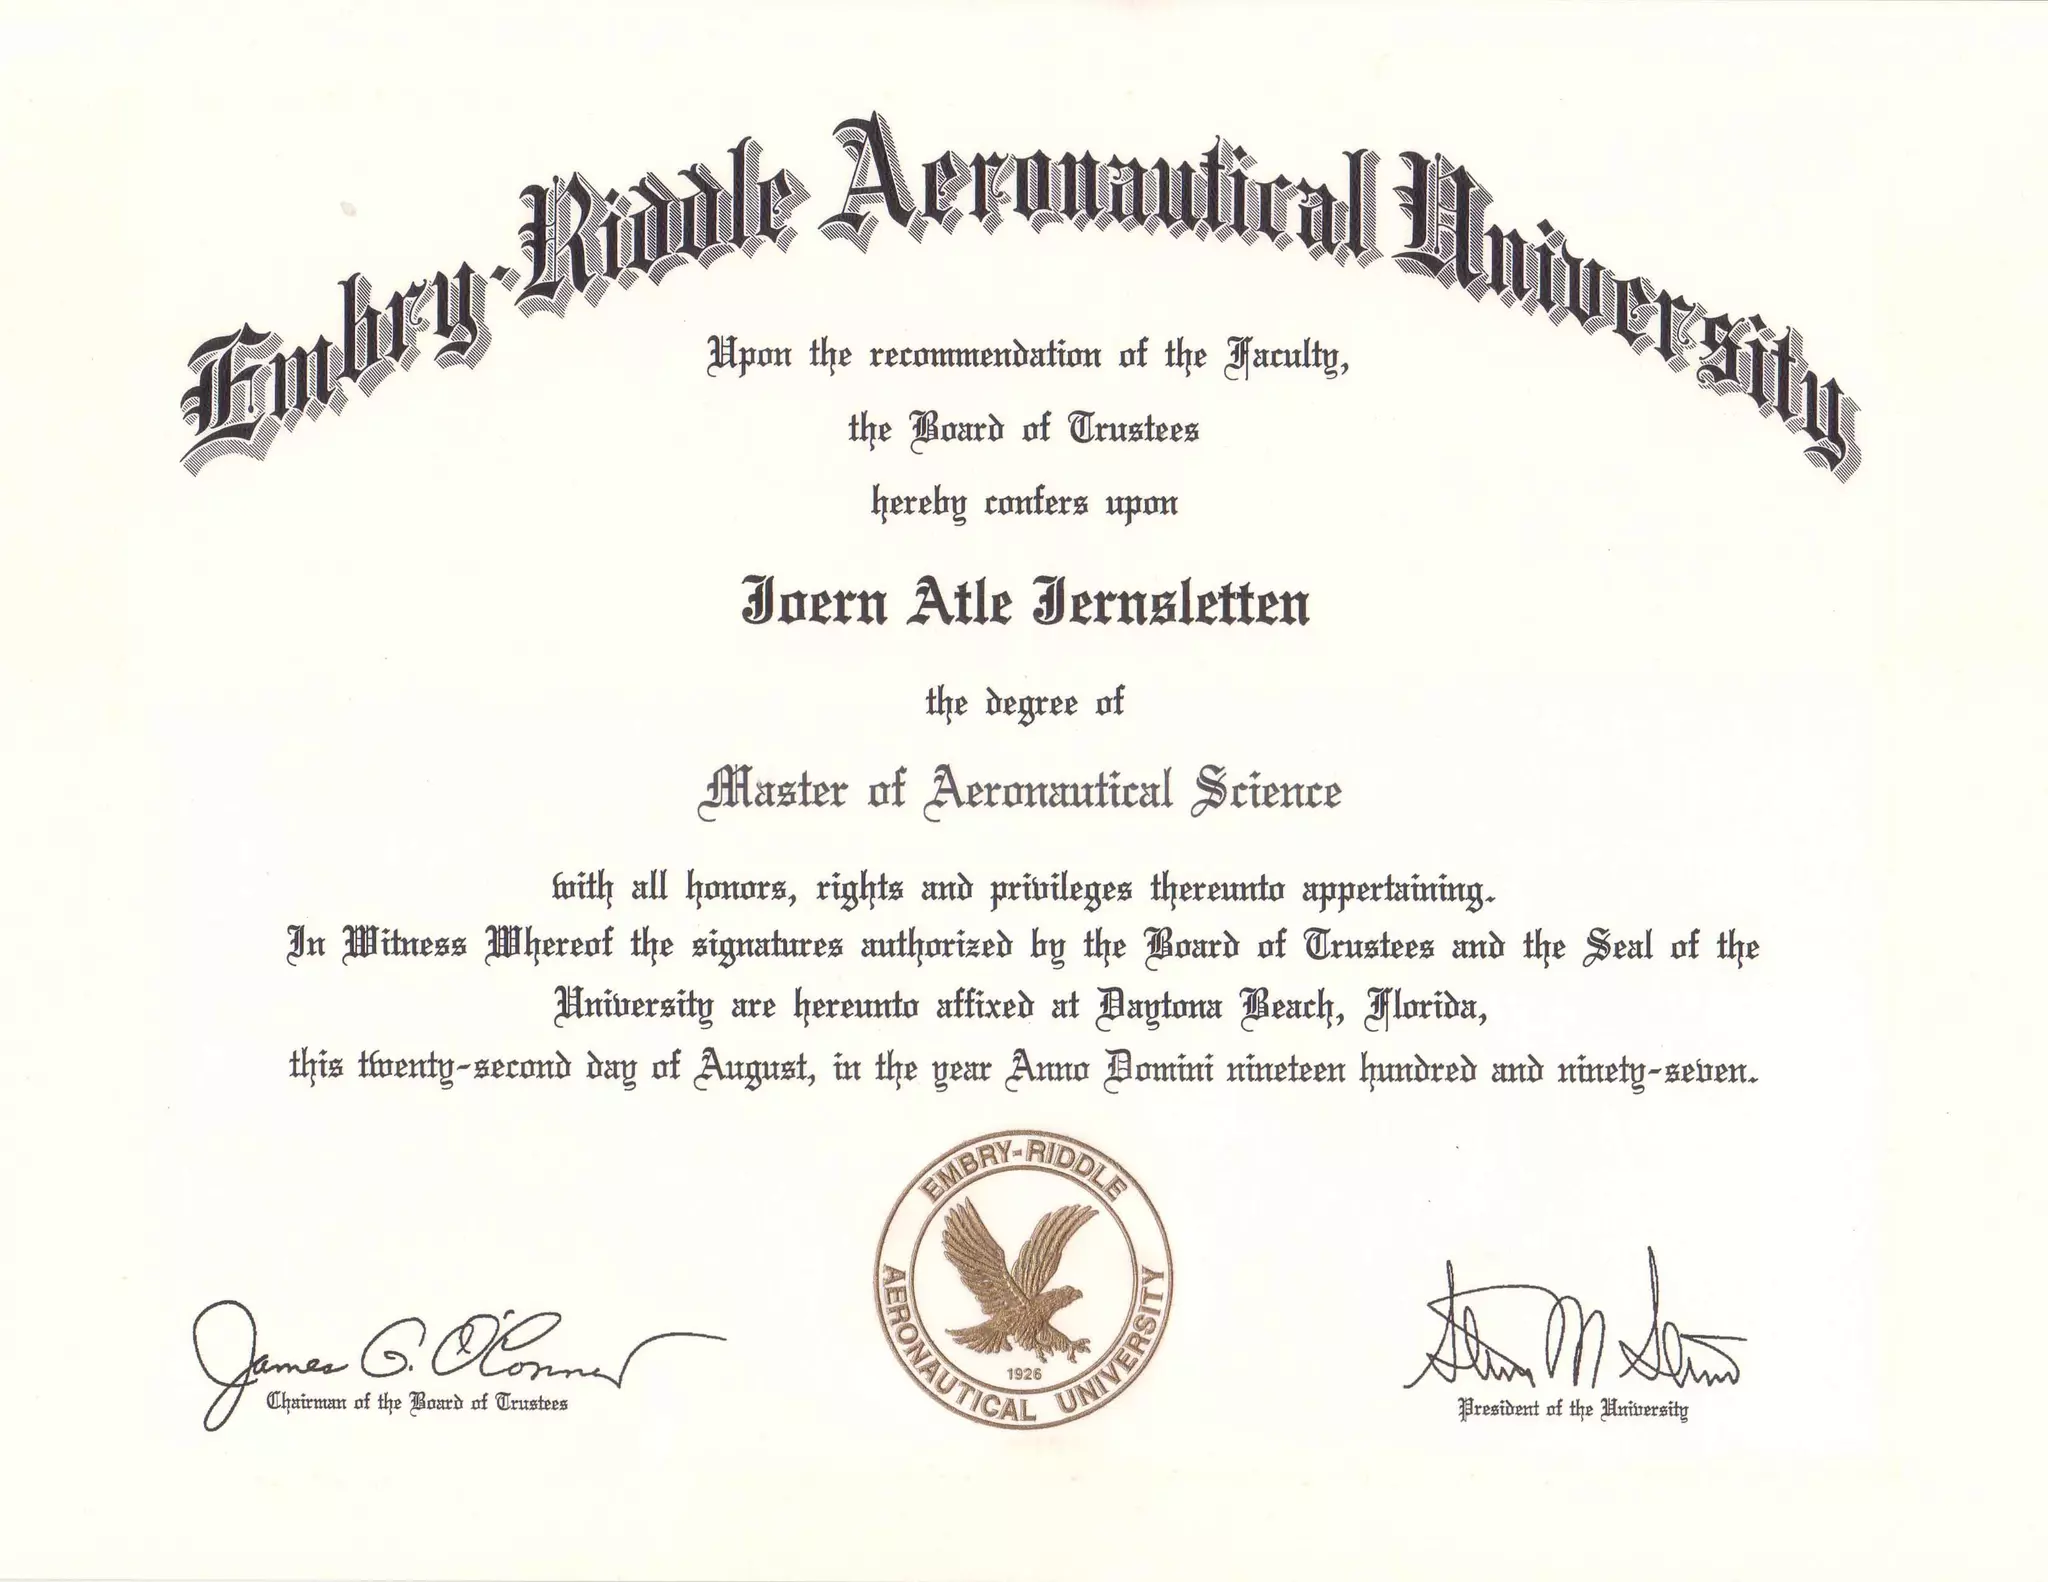 Embry-Riddle Aeronautical University
Upon the recommendation of the Faculty,
the Board of Trustees
hereby confers upon
Joern Atle Jernsletten
the degree of
Master of Aeronautical Science
with all honors, rights and privileges thereunto appertaining.
In Witness Whereof the signatures authorized by the Board of Trustees and the Seal of the
University are hereunto affixed at Daytona Beach, Florida,
this twenty-second day of August, in the year Anno Domini nineteen hundred and ninety-seven.
EMBRY-RIDDLE
AERONAUTICAL UNIVERSITY
1926
James G. O'Connor
Chairman of the Board of Trustees
Steven M Sliwa
President of the University